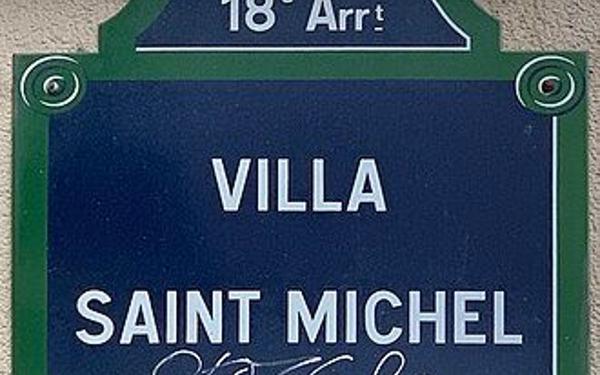 18e Arrt
VILLA
SAINT MICHEL